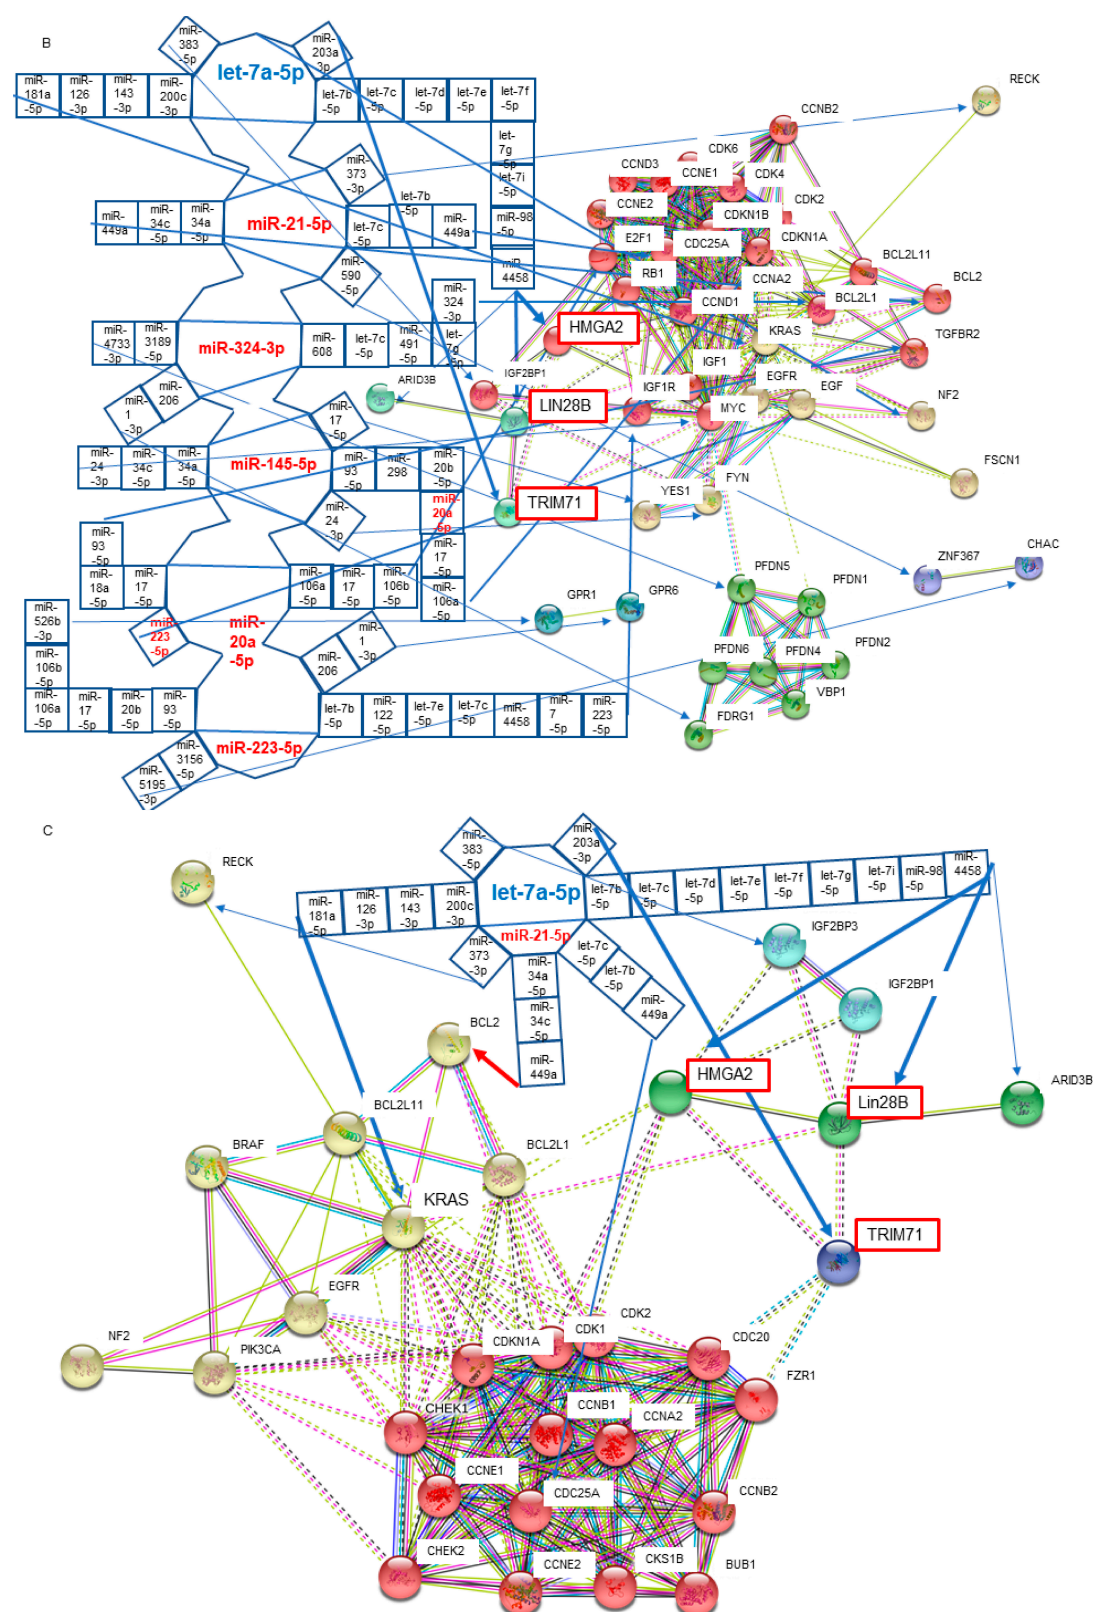 B
miR-
383
-5p
miR-
203a
-3p
let-7a-5p
miR-
181a
-5p
miR-
126
-3p
miR-
143
-3p
miR-
200c
-3p
let-7b
-5p
let-7c
-5p
let-7d
-5p
let-7e
-5p
let-7f
-5p
let-
7g
-5p
let-7i
-5p
miR-98
-5p
miR
4458
miR-
373
-3p
miR-
449a
miR-
34c
-5p
miR-
34a
-5p
miR-21-5p
let-7b
-5p
let-7c
-5p
miR-
449a
miR-
590
-5p
miR-
324
-3p
miR-
4733
-3p
miR-
3189
-5p
miR-324-3p
miR-
608
let-7c
-5p
miR-
491
-5p
let-
7g
-5p
miR-
1
-3p
miR-
206
miR-
17
-5p
miR-
24
-3p
miR-
34c
-5p
miR-
34a
-5p
miR-145-5p
miR-
93
-5p
miR-
298
miR-
20b
-5p
miR-
20a
-5p
miR-
24
-3p
miR-
17
-5p
miR-
106a
-5p
miR-
93
-5p
miR-
18a
-5p
miR-
17
-5p
miR-
106a
-5p
miR-
17
-5p
miR-
106b
-5p
miR-
526b
-3p
miR-
106b
-5p
miR-
223
-5p
miR-
20a
-5p
miR-
206
miR-
1
-3p
miR-
106a
-5p
miR-
17
-5p
miR-
20b
-5p
miR-
93
-5p
let-7b
-5p
miR-
122
-5p
let-7e
-5p
let-7c
-5p
miR-
4458
miR-
7
-5p
miR-
223
-5p
miR-223-5p
miR-
5195
-3p
miR-
3156
-5p
RECK
CCNB2
CDK6
CCND3
CCNE1
CDK4
CCNE2
CDK2
CDKN1B
E2F1
CDC25A
CDKN1A
RB1
CCNA2
BCL2L11
BCL2
CCND1
BCL2L1
HMGA2
KRAS
TGFBR2
IGF1
IGF2BP1
EGFR
ARID3B
IGF1R
EGF
NF2
LIN28B
MYC
FSCN1
FYN
YES1
TRIM71
ZNF367
CHAC
PFDN5
PFDN1
GPR1
GPR6
PFDN6
PFDN4
PFDN2
VBP1
FDRG1
C
miR-
383
-5p
miR-
203a
-3p
RECK
let-7a-5p
miR-
181a
-5p
miR-
126
-3p
miR-
143
-3p
miR-
200c
-3p
let-7b
-5p
let-7c
-5p
let-7d
-5p
let-7e
-5p
let-7f
-5p
let-7g
-5p
let-7i
-5p
miR-98
-5p
miR-
4458
miR-21-5p
miR-
373
-3p
miR-
34a
-5p
miR-
34c
-5p
miR-
449a
let-7c
-5p
let-7b
-5p
miR-
449a
IGF2BP3
IGF2BP1
BCL2
HMGA2
Lin28B
ARID3B
BCL2L11
BRAF
BCL2L1
KRAS
TRIM71
EGFR
NF2
PIK3CA
CDKN1A
CDK1
CDK2
CDC20
FZR1
CHEK1
CCNB1
CCNA2
CCNE1
CDC25A
CCNB2
CHEK2
CCNE2
CKS1B
BUB1